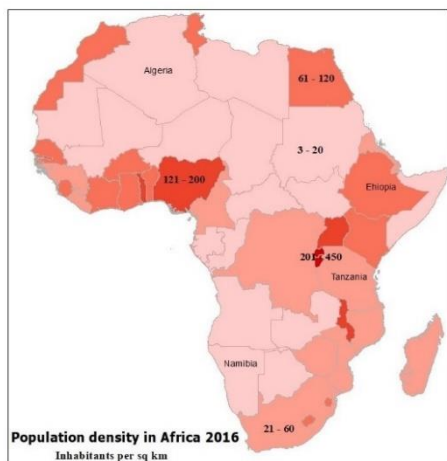 Algeria
61 - 120
3 - 20
121 - 200
Ethiopia
201 - 450
Tanzania
Namibia
21 - 60
Population density in Africa 2016
Inhabitants per sq km